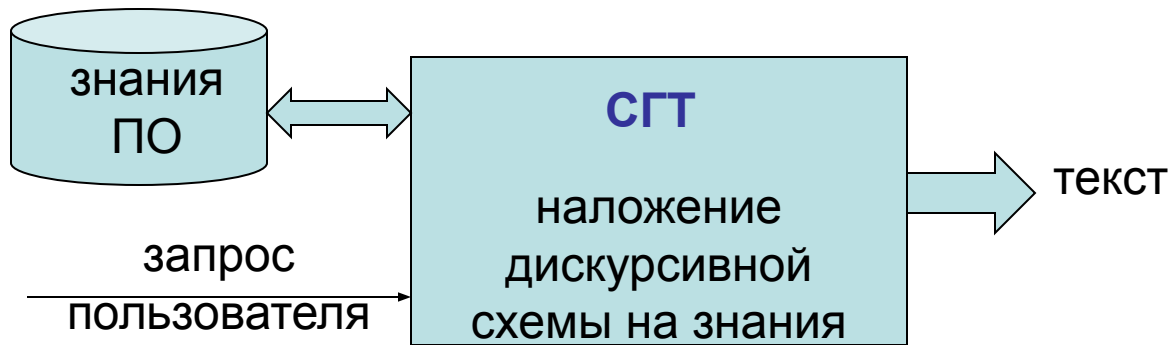 знания
ПО
запрос
пользователя
СГТ
наложение
дискурсивной
схемы на знания
текст